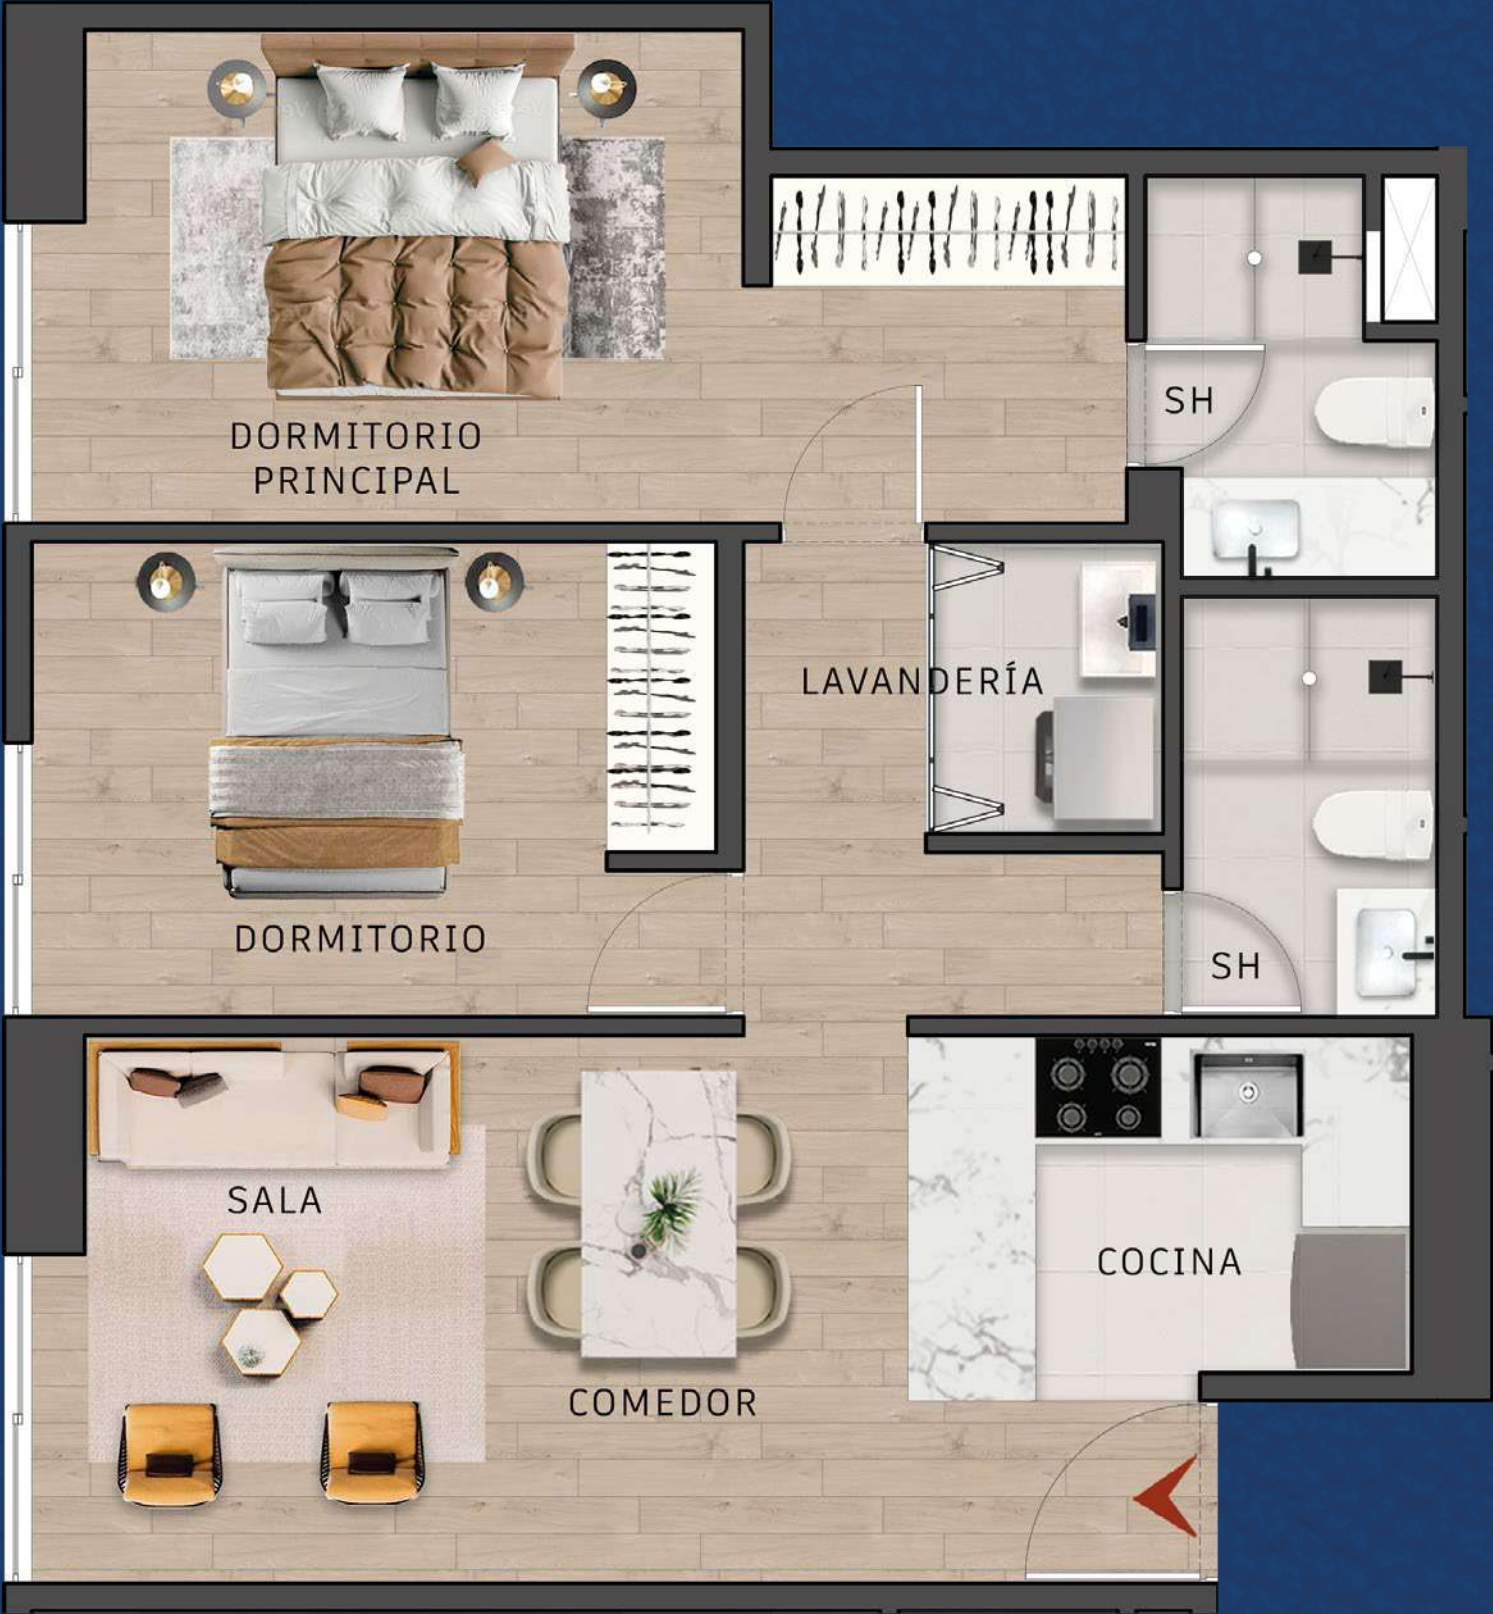 DORMITORIO
PRINCIPAL
SH
LAVANDERÍA
DORMITORIO
SH
SALA
COCINA
COMEDOR